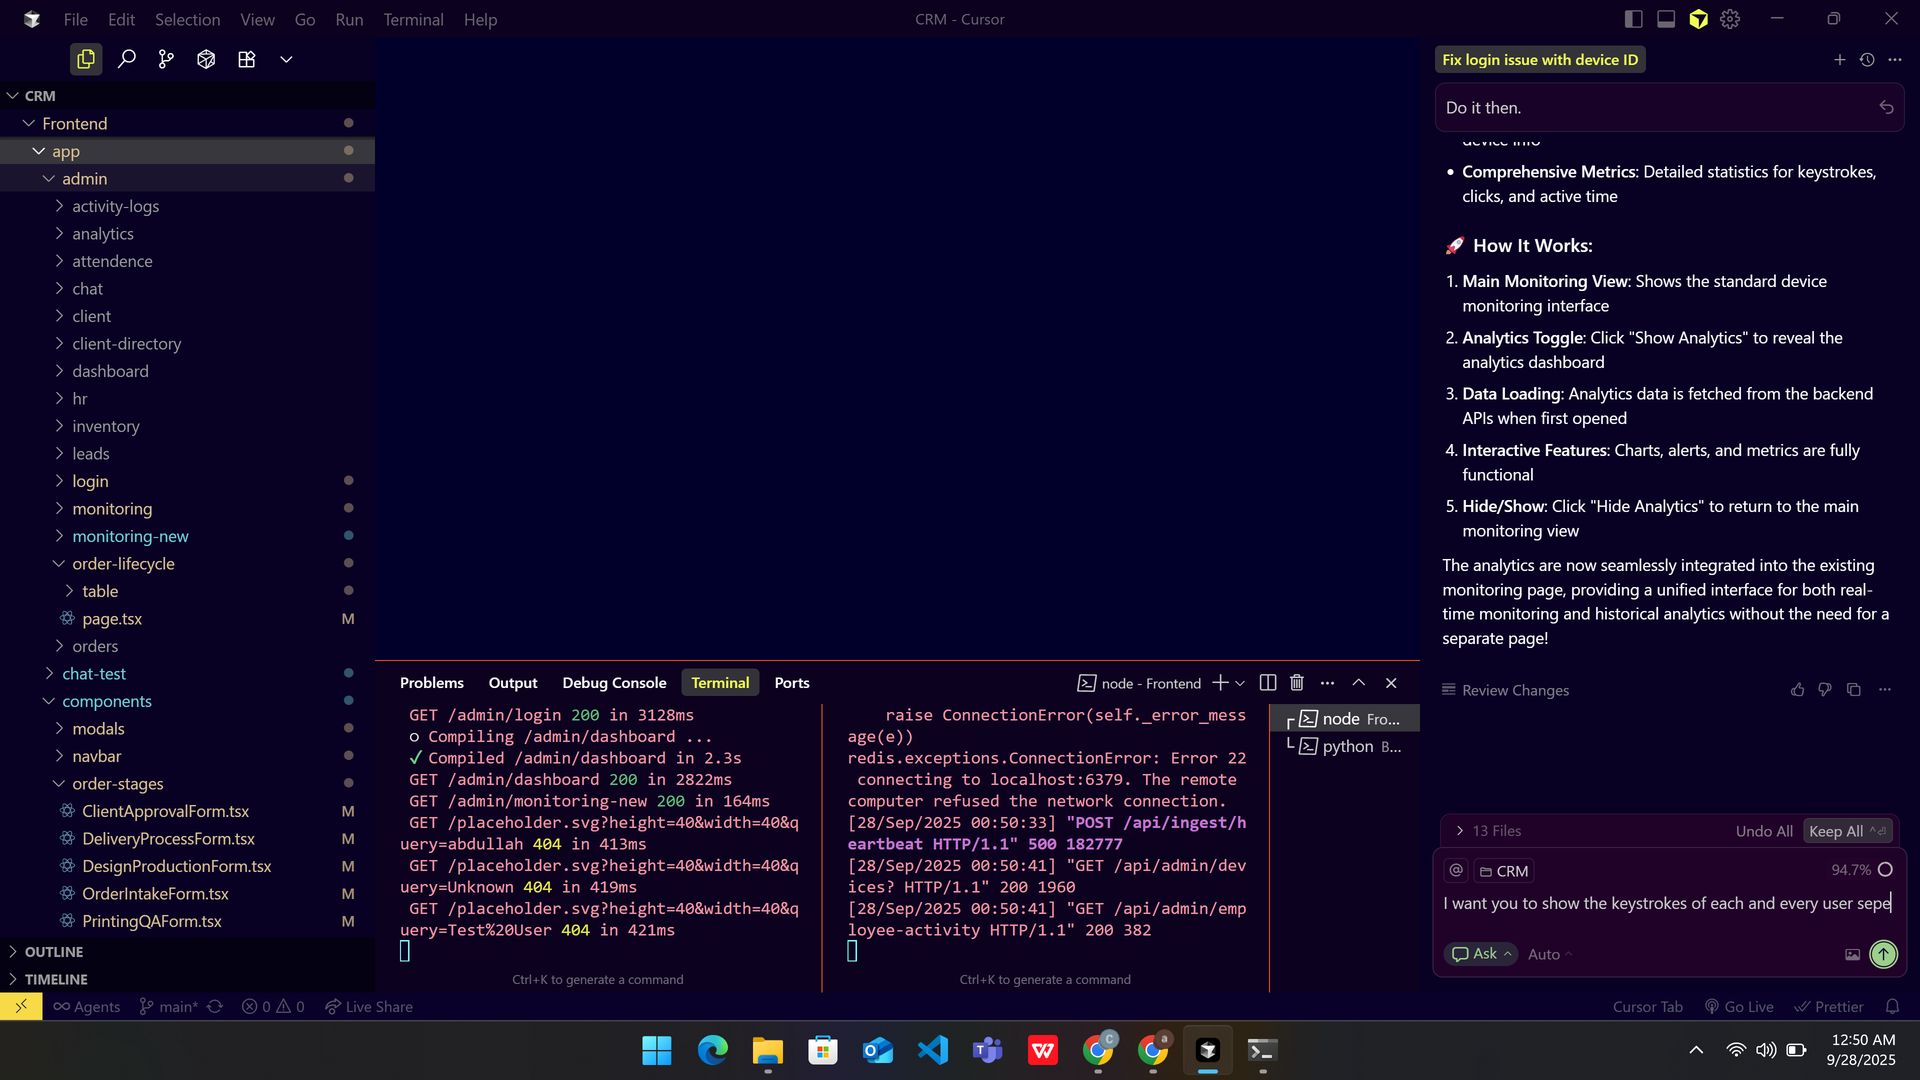 File Edit Selection View Go Run Terminal Help
CRM - Cursor
CRM
Frontend
app
admin
activity-logs
analytics
attendence
chat
client
client-directory
dashboard
hr
inventory
leads
login
monitoring
monitoring-new
order-lifecycle
table
page.tsx M
orders
chat-test
components
modals
navbar
order-stages
ClientApprovalForm.tsx M
DeliveryProcessForm.tsx M
DesignProductionForm.tsx M
OrderIntakeForm.tsx M
PrintingQAForm.tsx M
OUTLINE
TIMELINE
Problems Output Debug Console Terminal Ports
node - Frontend
GET /admin/login 200 in 3128ms
○ Compiling /admin/dashboard ...
✓ Compiled /admin/dashboard in 2.3s
GET /admin/dashboard 200 in 2822ms
GET /admin/monitoring-new 200 in 164ms
GET /placeholder.svg?height=40&width=40&q
uery=abdullah 404 in 413ms
GET /placeholder.svg?height=40&width=40&q
uery=Unknown 404 in 419ms
GET /placeholder.svg?height=40&width=40&q
uery=Test%20User 404 in 421ms
Ctrl+K to generate a command
raise ConnectionError(self._error_mess
age(e))
redis.exceptions.ConnectionError: Error 22
connecting to localhost:6379. The remote
computer refused the network connection.
[28/Sep/2025 00:50:33] "POST /api/ingest/h
eartbeat HTTP/1.1" 500 182777
[28/Sep/2025 00:50:41] "GET /api/admin/dev
ices? HTTP/1.1" 200 1960
[28/Sep/2025 00:50:41] "GET /api/admin/emp
loyee-activity HTTP/1.1" 200 382
Ctrl+K to generate a command
node Fro...
python B...
Fix login issue with device ID
Do it then.
device info
• Comprehensive Metrics: Detailed statistics for keystrokes,
clicks, and active time
🚀 How It Works:
1. Main Monitoring View: Shows the standard device
monitoring interface
2. Analytics Toggle: Click "Show Analytics" to reveal the
analytics dashboard
3. Data Loading: Analytics data is fetched from the backend
APIs when first opened
4. Interactive Features: Charts, alerts, and metrics are fully
functional
5. Hide/Show: Click "Hide Analytics" to return to the main
monitoring view
The analytics are now seamlessly integrated into the existing
monitoring page, providing a unified interface for both real-
time monitoring and historical analytics without the need for a
separate page!
Review Changes
13 Files Undo All Keep All
@ CRM 94.7%
I want you to show the keystrokes of each and every user sepe
Ask Auto
Agents main* 0 0 Live Share
Cursor Tab Go Live Prettier
12:50 AM
9/28/2025